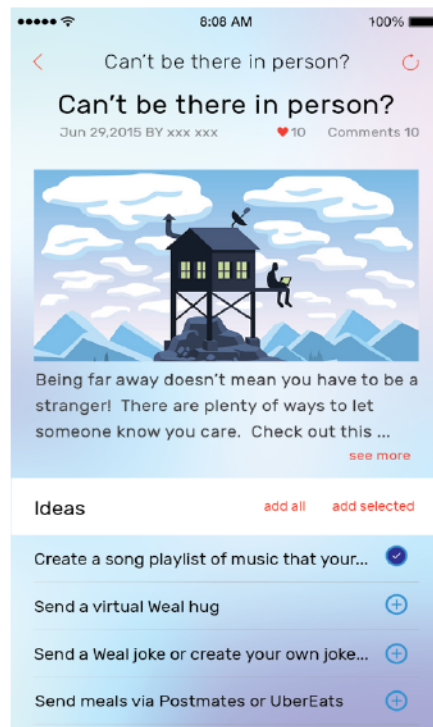 8:08 AM 100%
Can't be there in person?
Can't be there in person?
Jun 29,2015 BY xxx xxx 10 Comments 10
Being far away doesn't mean you have to be a
stranger! There are plenty of ways to let
someone know you care. Check out this ...
see more
Ideas add all add selected
Create a song playlist of music that your...
Send a virtual Weal hug
Send a Weal joke or create your own joke...
Send meals via Postmates or UberEats